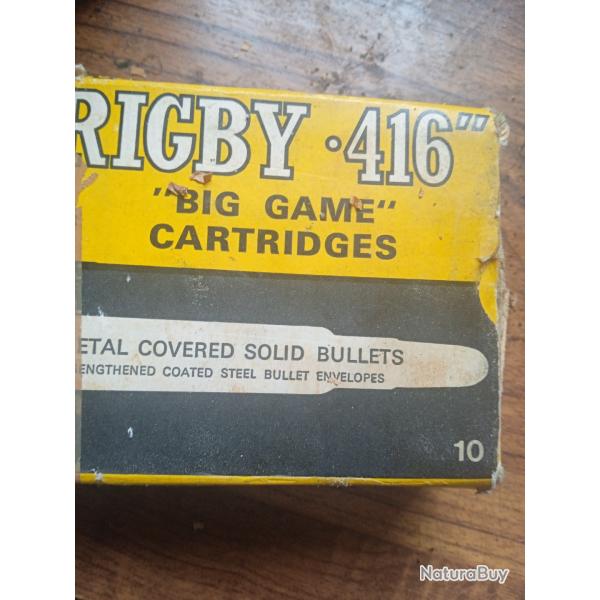 RIGBY .416"
"BIG GAME"
CARTRIDGES
ETAL COVERED SOLID BULLETS
ENGTHENED COATED STEEL BULLET ENVELOPES
10
NaturaBuy